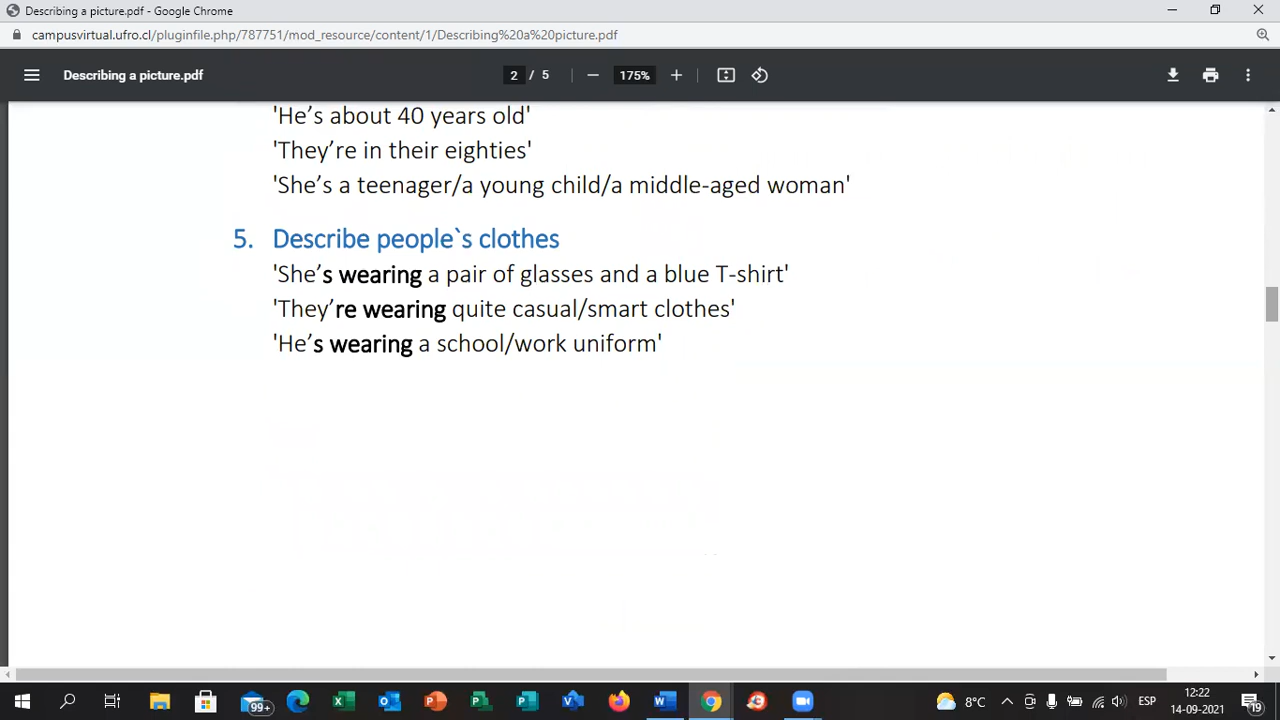 Describing a picture.pdf - Google Chrome
campusvirtual.ufro.cl/pluginfile.php/787751/mod_resource/content/1/Describing%20a%20picture.pdf
Describing a picture.pdf
2 / 5
175%
'He's about 40 years old'
'They're in their eighties'
'She's a teenager/a young child/a middle-aged woman'
5. Describe people`s clothes
'She's wearing a pair of glasses and a blue T-shirt'
'They're wearing quite casual/smart clothes'
'He's wearing a school/work uniform'
99+
8°C
ESP
12:22
14-09-2021
19